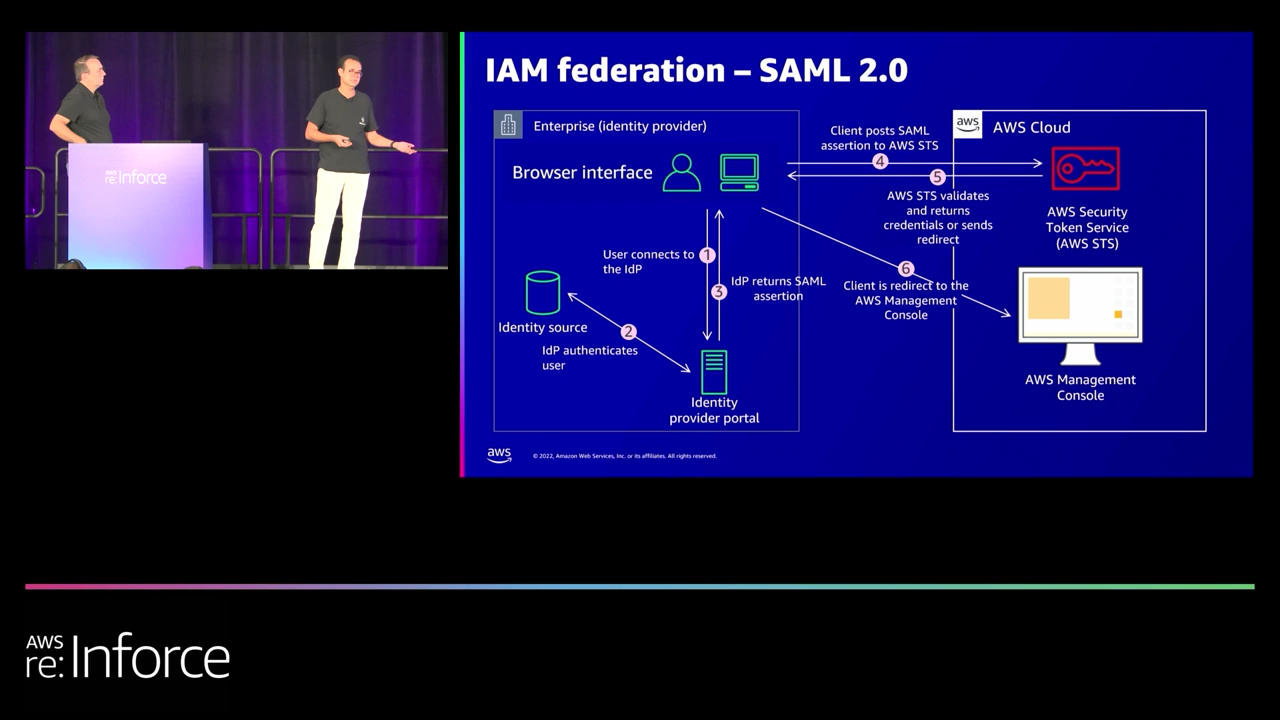 AWS
re:Inforce
IAM federation – SAML 2.0
Enterprise (identity provider)
Browser interface
User connects to
the IdP
1
3
IdP returns SAML
assertion
Identity source
2
IdP authenticates
user
Identity
provider portal
Client posts SAML
assertion to AWS STS
4
5
AWS STS validates
and returns
credentials or sends
redirect
6
Client is redirect to the
AWS Management
Console
aws
AWS Cloud
AWS Security
Token Service
(AWS STS)
AWS Management
Console
aws
© 2022, Amazon Web Services, Inc. or its affiliates. All rights reserved.
AWS
re:Inforce